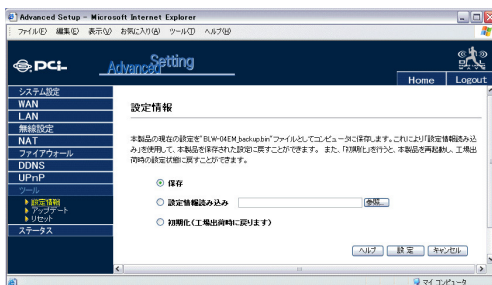 Advanced Setup - Microsoft Internet Explorer
ファイル(F) 編集(E) 表示(V) お気に入り(A) ツール(T) ヘルプ(H)
PCi
Advanced Setting
Home Logout
システム設定
WAN
LAN
無線設定
NAT
ファイアウォール
DDNS
UPnP
ツール
設定情報
アップデート
リセット
ステータス
設定情報
本製品の現在の設定を"BLW-04EM_backup.bin"ファイルとしてコンピュータに保存します。これにより「設定情報読み込
み」を使用して、本製品を保存された設定に戻すことができます。 また、「初期化」を行うと、本製品を再起動し、工場出
荷時の設定状態に戻すことができます。
保存
設定情報読み込み 参照...
初期化(工場出荷時に戻ります)
ヘルプ 設定 キャンセル
マイ コンピュータ